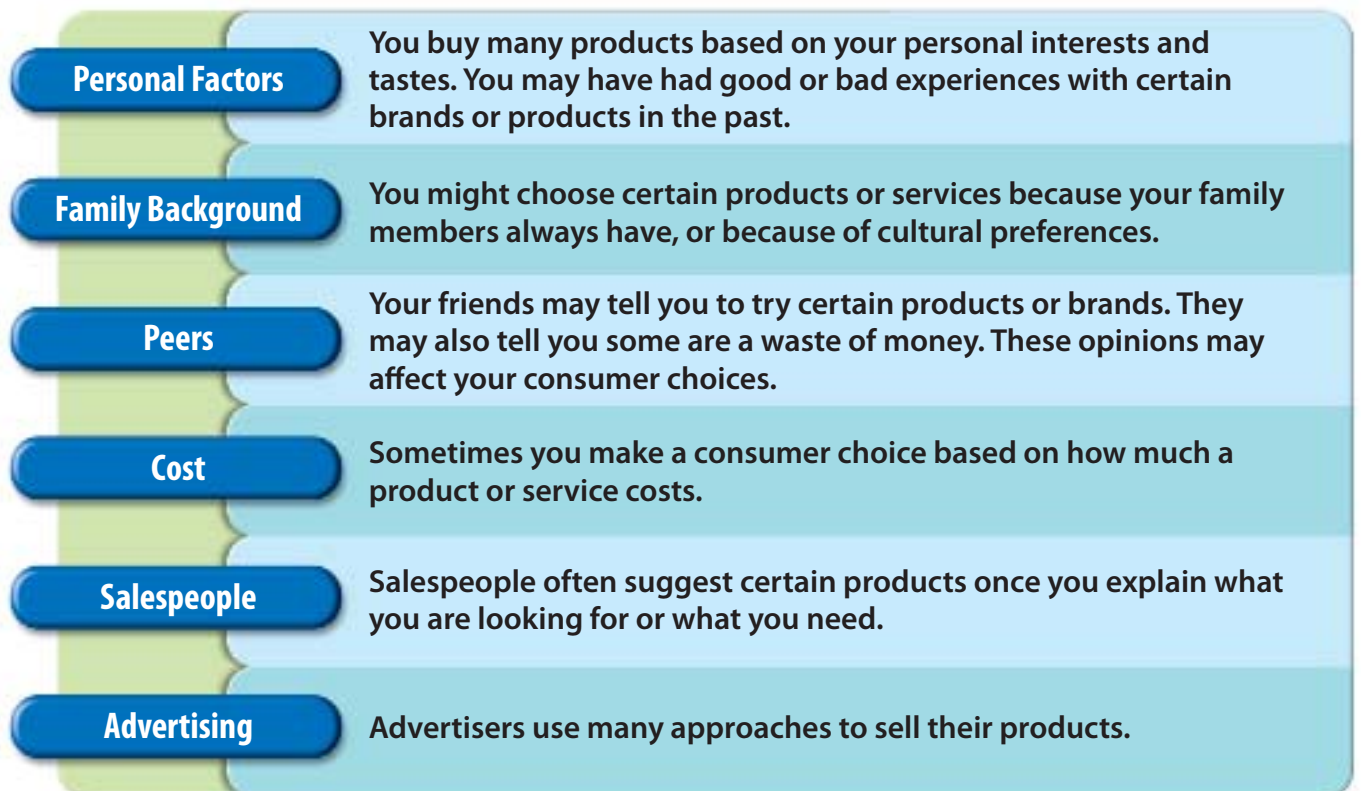 Personal Factors
You buy many products based on your personal interests and
tastes. You may have had good or bad experiences with certain
brands or products in the past.
Family Background
You might choose certain products or services because your family
members always have, or because of cultural preferences.
Peers
Your friends may tell you to try certain products or brands. They
may also tell you some are a waste of money. These opinions may
affect your consumer choices.
Cost
Sometimes you make a consumer choice based on how much a
product or service costs.
Salespeople
Salespeople often suggest certain products once you explain what
you are looking for or what you need.
Advertising
Advertisers use many approaches to sell their products.